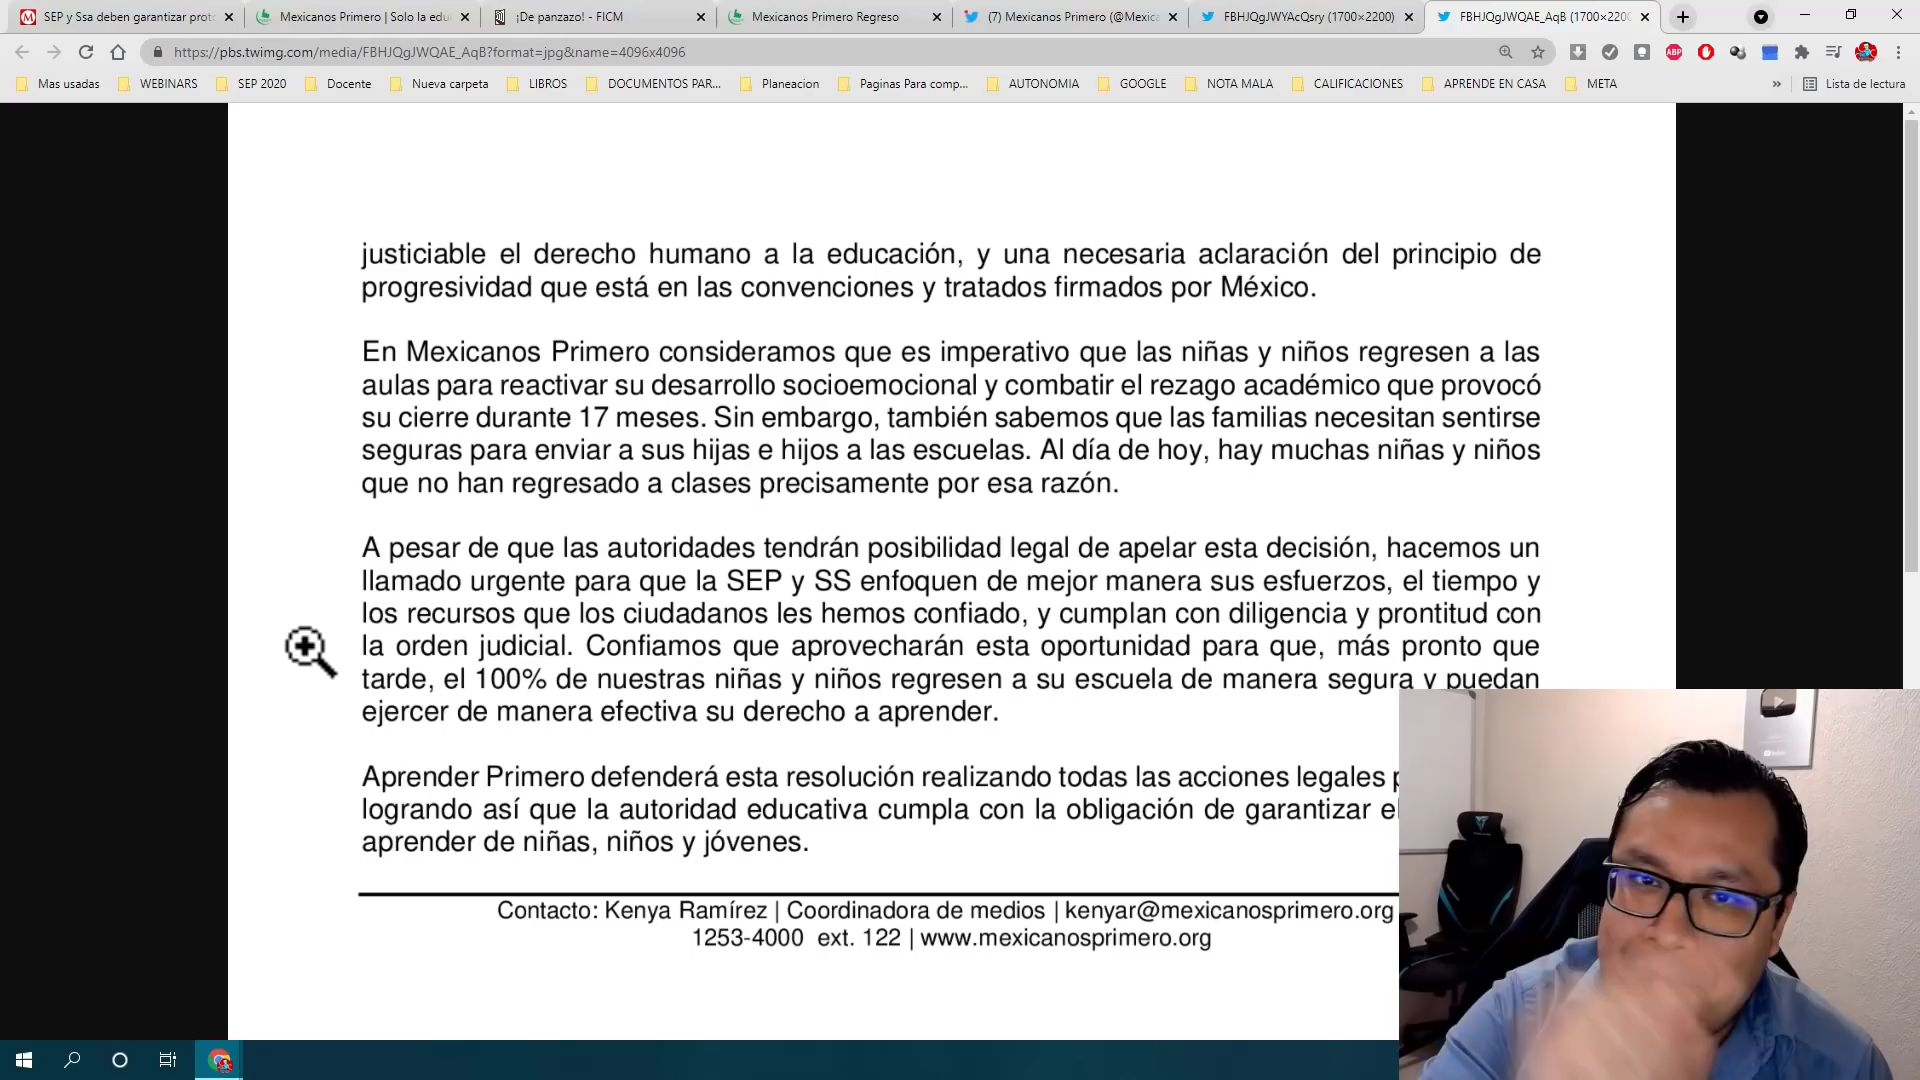 SEP y Ssa deben garantizar prot
Mexicanos Primero | Solo la edu
¡De panzazo! - FICM
Mexicanos Primero Regreso
(7) Mexicanos Primero (@Mexica
FBHJQgJWYAcQsry (1700×2200)
FBHJQgJWQAE_AqB (1700×2200
https://pbs.twimg.com/media/FBHJQgJWQAE_AqB?format=jpg&name=4096x4096
ABP
Mas usadas
WEBINARS
SEP 2020
Docente
Nueva carpeta
LIBROS
DOCUMENTOS PAR...
Planeacion
Paginas Para comp...
AUTONOMIA
GOOGLE
NOTA MALA
CALIFICACIONES
APRENDE EN CASA
META
»
Lista de lectura
justiciable el derecho humano a la educación, y una necesaria aclaración del principio de
progresividad que está en las convenciones y tratados firmados por México.
En Mexicanos Primero consideramos que es imperativo que las niñas y niños regresen a las
aulas para reactivar su desarrollo socioemocional y combatir el rezago académico que provocó
su cierre durante 17 meses. Sin embargo, también sabemos que las familias necesitan sentirse
seguras para enviar a sus hijas e hijos a las escuelas. Al día de hoy, hay muchas niñas y niños
que no han regresado a clases precisamente por esa razón.
A pesar de que las autoridades tendrán posibilidad legal de apelar esta decisión, hacemos un
llamado urgente para que la SEP y SS enfoquen de mejor manera sus esfuerzos, el tiempo y
los recursos que los ciudadanos les hemos confiado, y cumplan con diligencia y prontitud con
la orden judicial. Confiamos que aprovecharán esta oportunidad para que, más pronto que
tarde, el 100% de nuestras niñas y niños regresen a su escuela de manera segura y puedan
ejercer de manera efectiva su derecho a aprender.
Aprender Primero defenderá esta resolución realizando todas las acciones legales p
logrando así que la autoridad educativa cumpla con la obligación de garantizar el
aprender de niñas, niños y jóvenes.
Contacto: Kenya Ramírez | Coordinadora de medios | kenyar@mexicanosprimero.org
1253-4000 ext. 122 | www.mexicanosprimero.org